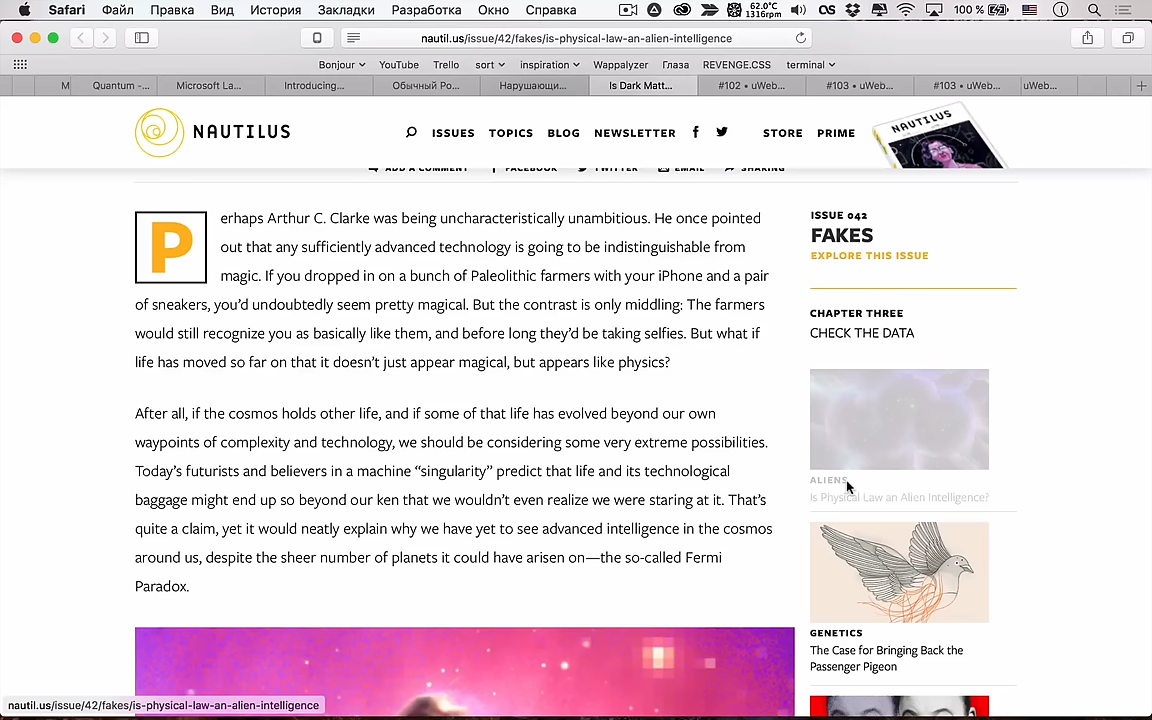 Safari Файл Правка Вид История Закладки Разработка Окно Справка 62.0°C 1316rpm 100 %
nautil.us/issue/42/fakes/is-physical-law-an-alien-intelligence
Bonjour YouTube Trello sort inspiration Wappalyzer Глаза REVENGE.CSS terminal
M Quantum -... Microsoft La... Introducing... Обычный Ро... Нарушающи... Is Dark Matt... #102 • uWeb... #103 • uWeb... #103 • uWeb... uWeb...
NAUTILUS ISSUES TOPICS BLOG NEWSLETTER STORE PRIME NAUTILUS
ADD A COMMENT FACEBOOK TWITTER EMAIL SHARING
Perhaps Arthur C. Clarke was being uncharacteristically unambitious. He once pointed
out that any sufficiently advanced technology is going to be indistinguishable from
magic. If you dropped in on a bunch of Paleolithic farmers with your iPhone and a pair
of sneakers, you’d undoubtedly seem pretty magical. But the contrast is only middling: The farmers
would still recognize you as basically like them, and before long they’d be taking selfies. But what if
life has moved so far on that it doesn’t just appear magical, but appears like physics?
After all, if the cosmos holds other life, and if some of that life has evolved beyond our own
waypoints of complexity and technology, we should be considering some very extreme possibilities.
Today’s futurists and believers in a machine “singularity” predict that life and its technological
baggage might end up so beyond our ken that we wouldn’t even realize we were staring at it. That’s
quite a claim, yet it would neatly explain why we have yet to see advanced intelligence in the cosmos
around us, despite the sheer number of planets it could have arisen on—the so-called Fermi
Paradox.
ISSUE 042
FAKES
EXPLORE THIS ISSUE
CHAPTER THREE
CHECK THE DATA
ALIENS
Is Physical Law an Alien Intelligence?
GENETICS
The Case for Bringing Back the
Passenger Pigeon
nautil.us/issue/42/fakes/is-physical-law-an-alien-intelligence